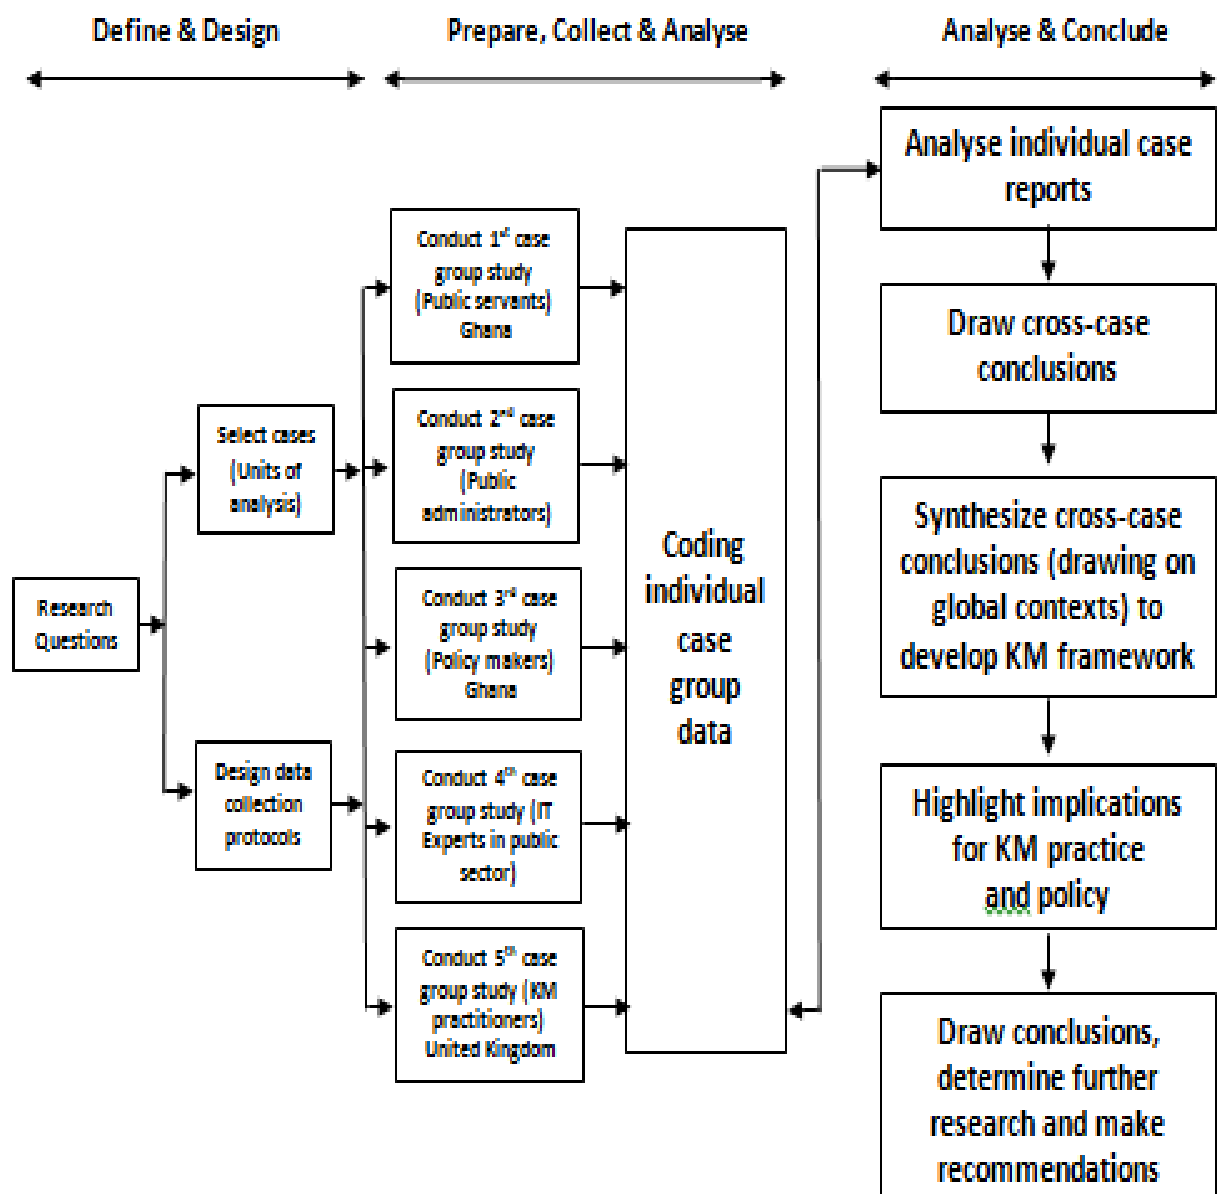 Define & Design
Prepare, Collect & Analyse
Analyse & Conclude
Research
Questions
Select cases
(Units of
analysis)
Design data
collection
protocols
Conduct 1st case
group study
(Public servants)
Ghana
Conduct 2nd case
group study
(Public
administrators)
Conduct 3rd case
group study
(Policy makers)
Ghana
Conduct 4th case
group study (IT
Experts in public
sector)
Conduct 5th case
group study (KM
practitioners)
United Kingdom
Coding
individual
case
group
data
Analyse individual case
reports
Draw cross-case
conclusions
Synthesize cross-case
conclusions (drawing on
global contexts) to
develop KM framework
Highlight implications
for KM practice
and policy
Draw conclusions,
determine further
research and make
recommendations